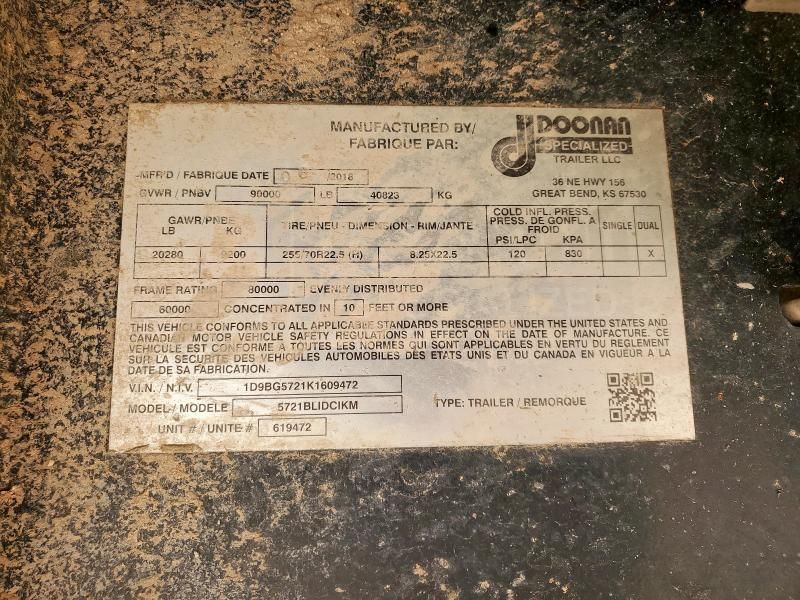 MANUFACTURED BY/
FABRIQUE PAR:
DOONAN
SPECIALIZED
TRAILER LLC
36 NE HWY 156
GREAT BEND, KS 67530
MFR'D / FABRIQUE DATE /2018
GVWR / PNBV 90000 LB 40823 KG
GAWR/PNBE
LB KG
TIRE/PNEU - DIMENSION - RIM/JANTE
COLD INFL. PRESS.
PRESS. DE GONFL. A
FROID
PSI/LPC KPA
SINGLE DUAL
20280 9200 255/70R22.5 (H) 8.25X22.5 120 830 X
FRAME RATING 80000 EVENLY DISTRIBUTED
60000 CONCENTRATED IN 10 FEET OR MORE
THIS VEHICLE CONFORMS TO ALL APPLICABLE STANDARDS PRESCRIBED UNDER THE UNITED STATES AND
CANADIAN MOTOR VEHICLE SAFETY REGULATIONS IN EFFECT ON THE DATE OF MANUFACTURE. CE
VEHICULE EST CONFORME A TOUTES LES NORMES QUI SONT APPLICABLES EN VERTU DU REGLEMENT
SUR LA SECURITE DES VEHICULES AUTOMOBILES DES ETATS UNIS ET DU CANADA EN VIGUEUR A LA
DATE DE SA FABRICATION.
V.I.N. / N.I.V. 1D9BG5721K1609472
MODEL / MODELE 5721BLIDCIKM
TYPE: TRAILER / REMORQUE
UNIT # / UNITE # 619472